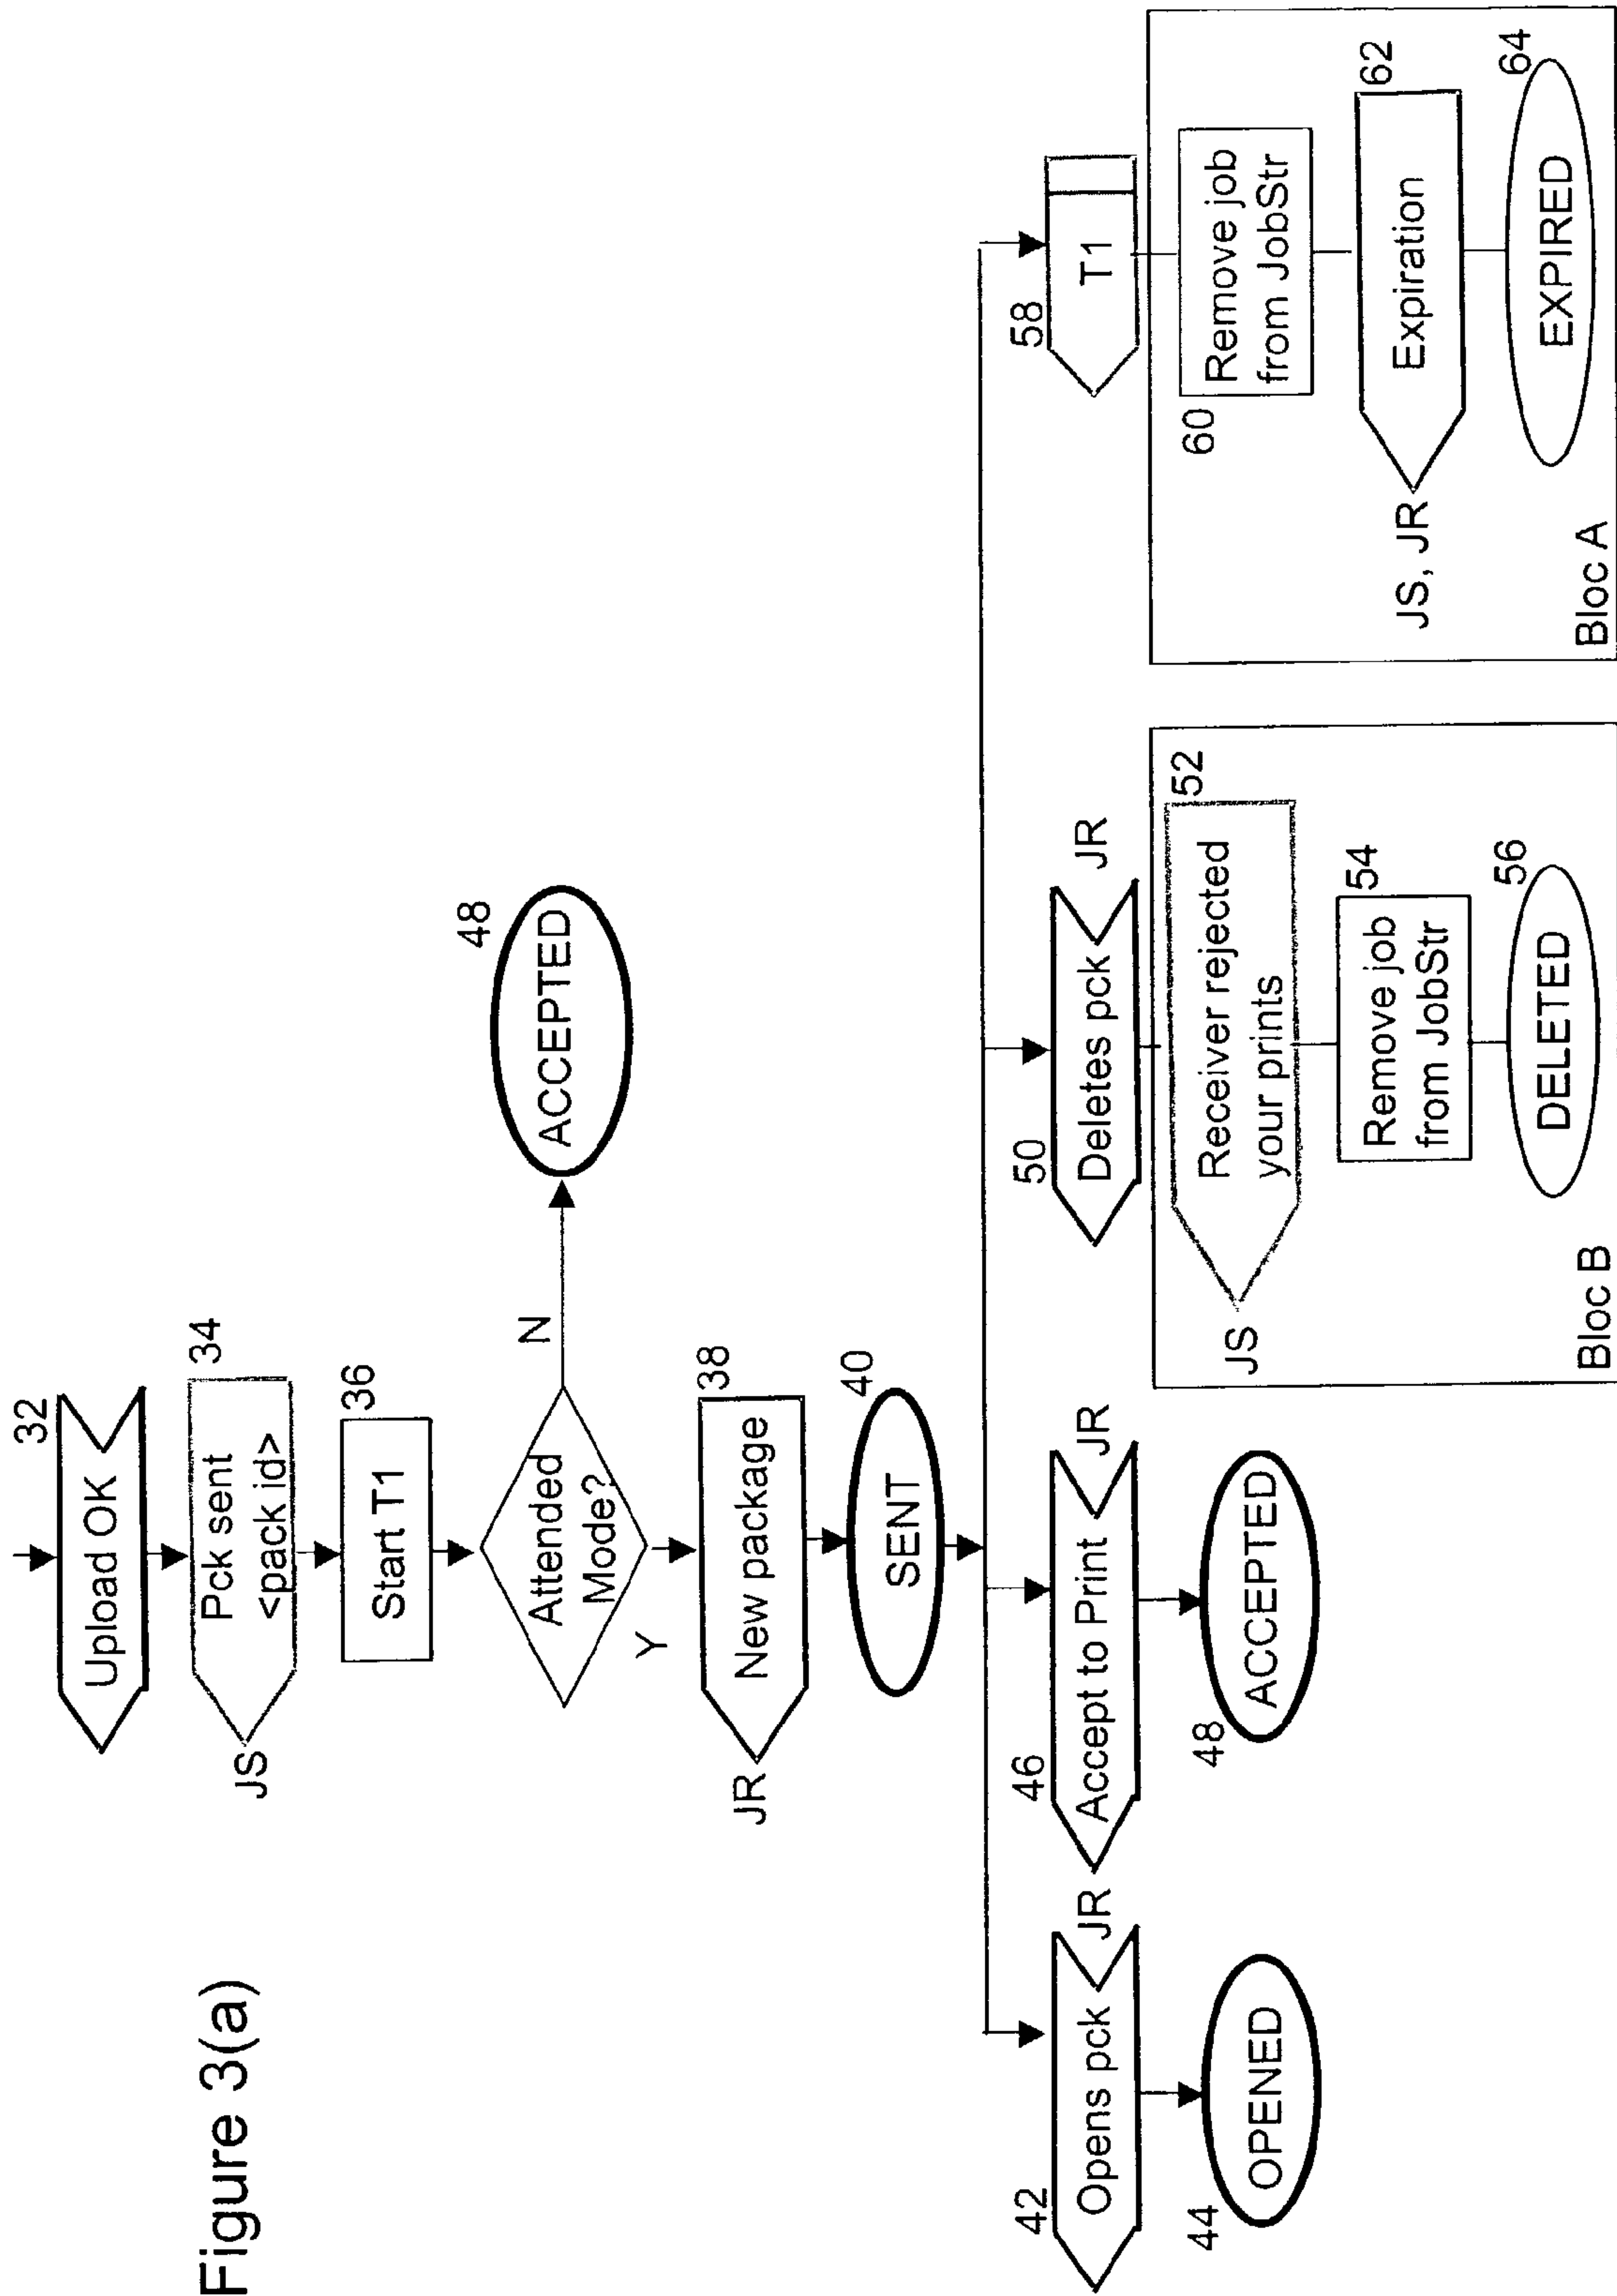 Figure 3(a)
32
Upload OK
34
Pck sent
<pack id>
JS
36
Start T1
Attended
Mode?
N
48
ACCEPTED
Y
38
New package
JR
40
SENT
42
Opens pck
JR
44
OPENED
46
Accept to Print
JR
48
ACCEPTED
50
Deletes pck
JR
52
Receiver rejected
your prints
JS
54
Remove job
from JobStr
56
DELETED
Bloc B
58
T1
60
Remove job
from JobStr
62
Expiration
JS, JR
64
EXPIRED
Bloc A